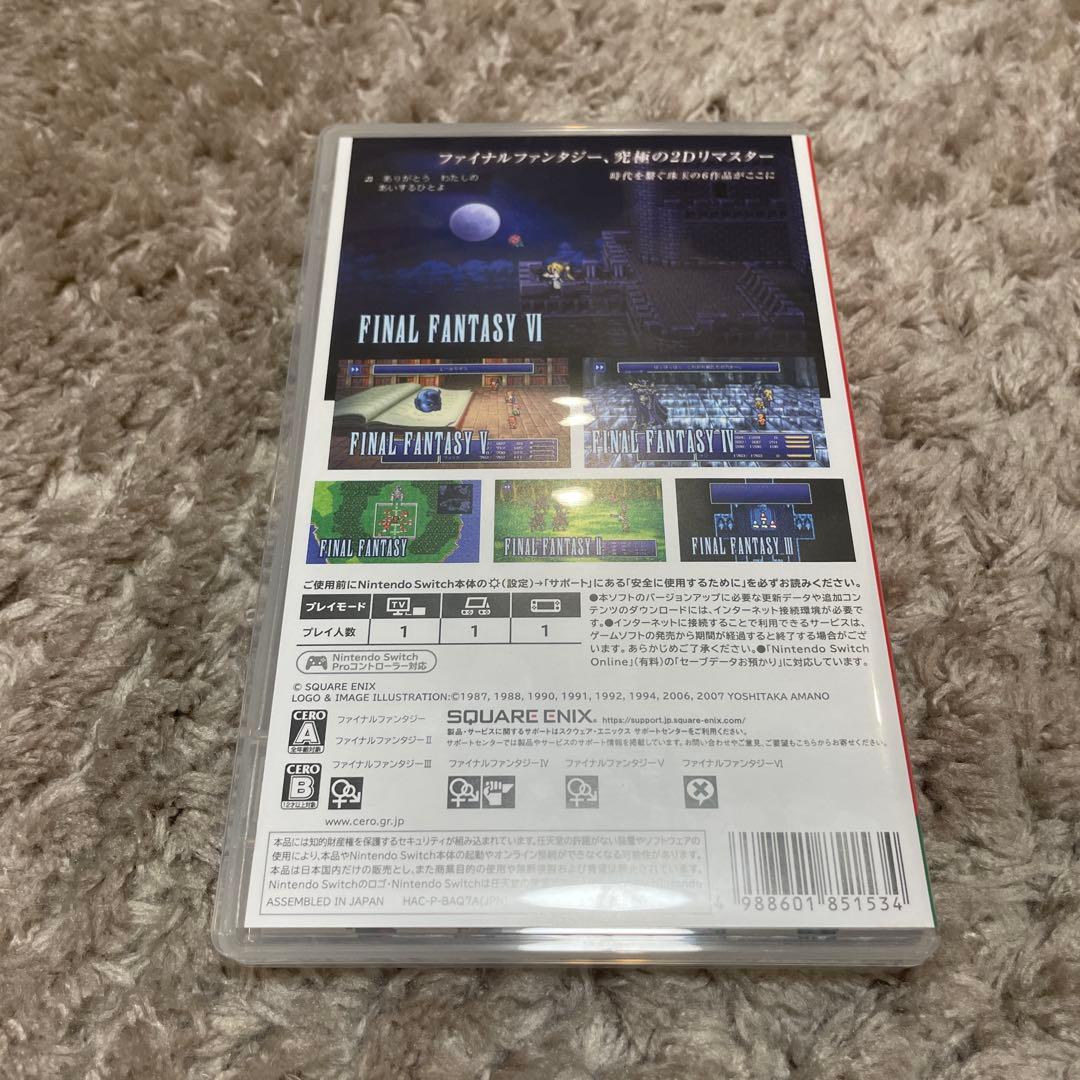 ファイナルファンタジー、究極の2Dリマスター
時代を繋ぐ珠玉の6作品がここに
♬ ありがとう わたしの
あいするひとよ
FINAL FANTASY VI
FINAL FANTASY V
FINAL FANTASY IV
FINAL FANTASY
FINAL FANTASY II
FINAL FANTASY III
ご使用前にNintendo Switch本体の(設定)→「サポート」にある「安全に使用するために」を必ずお読みください。
プレイモード TV
プレイ人数 1 1 1
●本ソフトのバージョンアップに必要な更新データや追加コ
ンテンツのダウンロードには、インターネット接続環境が必要で
す。●インターネットに接続することで利用できるサービスは、
ゲームソフトの発売から期間が経過すると終了する場合がござ
います。あらかじめご了承ください。●「Nintendo Switch
Online」(有料)の「セーブデータお預かり」に対応しています。
Nintendo Switch
Proコントローラー対応
© SQUARE ENIX
LOGO & IMAGE ILLUSTRATION:©1987, 1988, 1990, 1991, 1992, 1994, 2006, 2007 YOSHITAKA AMANO
CERO
A
全年齢対象
ファイナルファンタジー
ファイナルファンタジーⅡ
SQUARE ENIX. https://support.jp.square-enix.com/
製品・サービスに関するサポートはスクウェア・エニックス サポートセンターをご利用ください。
サポートセンターでは製品やサービスのサポート情報を掲載しています。お問い合わせやご意見、ご要望もこちらからお寄せください。
CERO
B
12才以上対象
ファイナルファンタジーⅢ ファイナルファンタジーⅣ ファイナルファンタジーⅤ ファイナルファンタジーⅥ
www.cero.gr.jp
本品には知的財産権を保護するセキュリティが組み込まれています。任天堂の許諾がない装置やソフトウェアの
使用により、本品やNintendo Switch本体の起動やオンライン接続ができなくなる可能性があります。
本品は日本国内だけの販売とし、また商業目的の使用や無断複製および賃貸は禁止されています。
Nintendo Switchのロゴ・Nintendo Switchは任天堂の
ASSEMBLED IN JAPAN HAC-P-BAQ7A(JPN
4 988601 851534